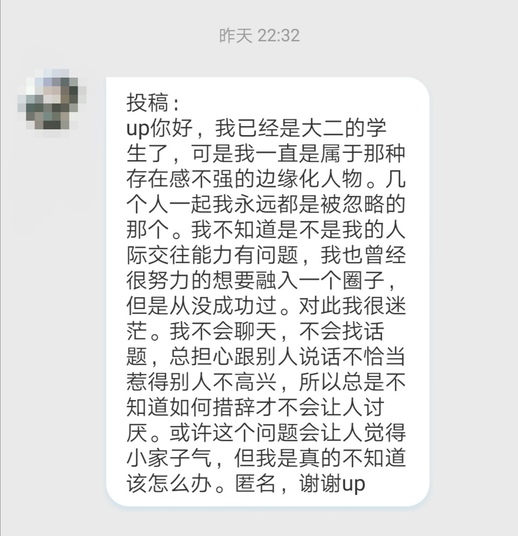 昨天 22:32
投稿：
up你好，我已经是大二的学
生了，可是我一直是属于那种
存在感不强的边缘化人物。几
个人一起我永远都是被忽略的
那个。我不知道是不是我的人
际交往能力有问题，我也曾经
很努力的想要融入一个圈子，
但是从没成功过。对此我很迷
茫。我不会聊天，不会找话
题，总担心跟别人说话不恰当
惹得别人不高兴，所以总是不
知道如何措辞才不会让人讨
厌。或许这个问题会让人觉得
小家子气，但我是真的不知道
该怎么办。匿名，谢谢up